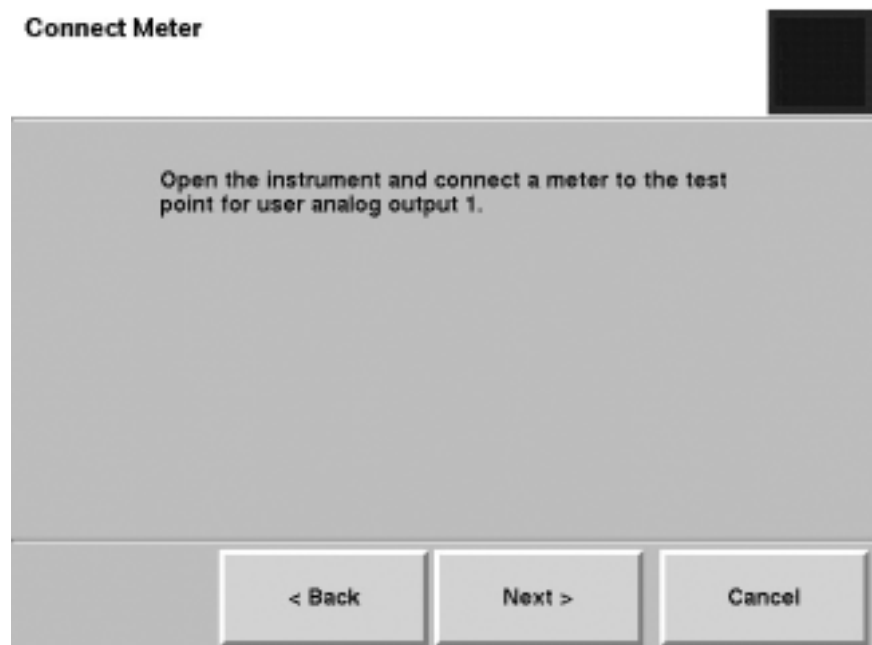 Connect Meter
Open the instrument and connect a meter to the test
point for user analog output 1.
< Back
Next >
Cancel